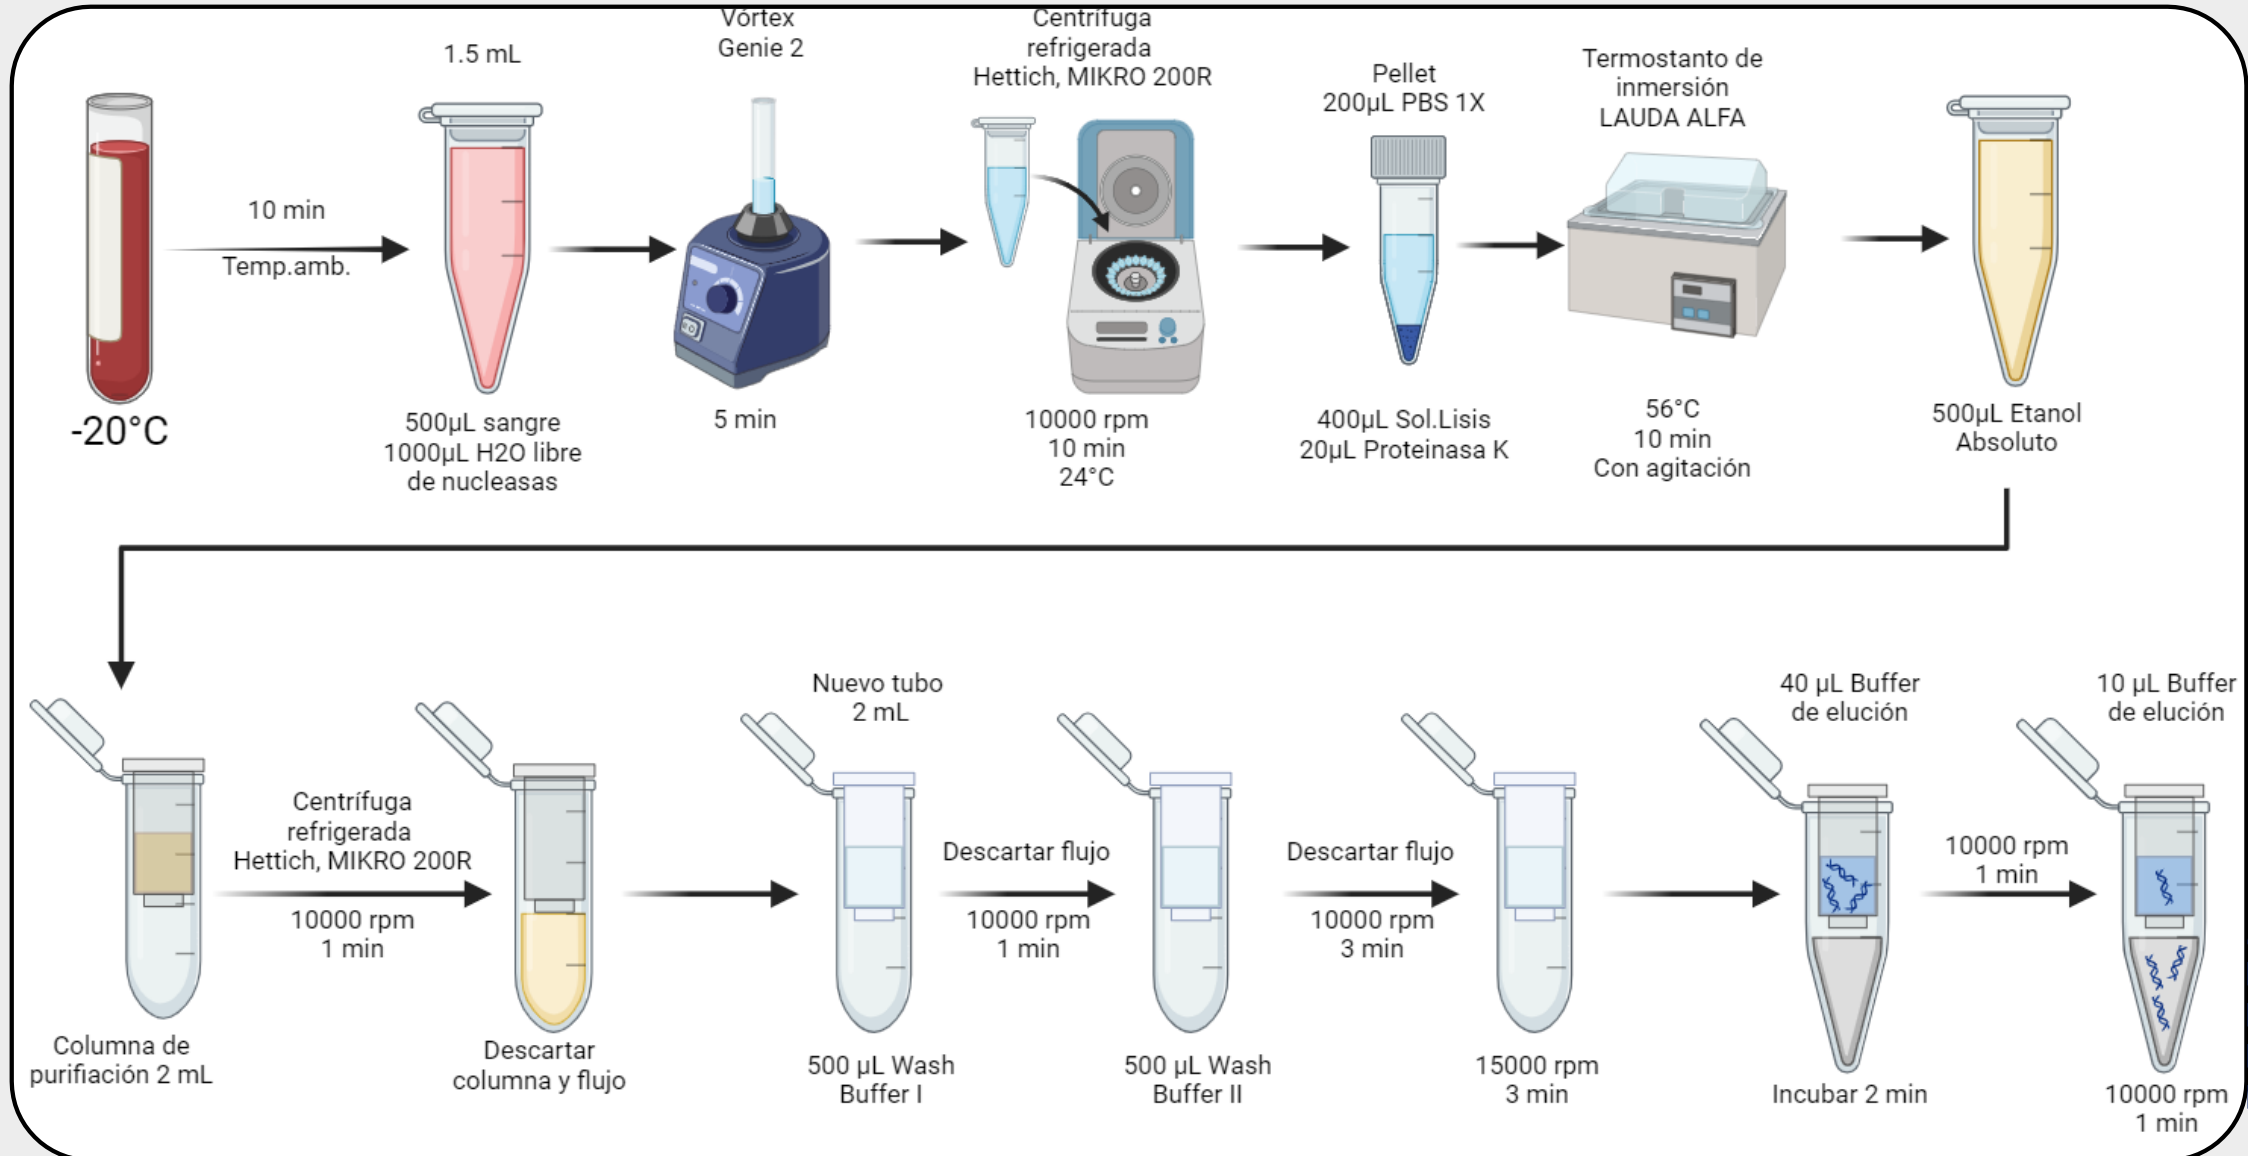 -20°C
10 min
Temp.amb.
1.5 mL
500µL sangre
1000µL H2O libre
de nucleasas
Vórtex
Genie 2
5 min
Centrífuga
refrigerada
Hettich, MIKRO 200R
10000 rpm
10 min
24°C
Pellet
200µL PBS 1X
400µL Sol.Lisis
20µL Proteinasa K
Termostanto de
inmersión
LAUDA ALFA
56°C
10 min
Con agitación
500µL Etanol
Absoluto
Columna de
purifiación 2 mL
Centrífuga
refrigerada
Hettich, MIKRO 200R
10000 rpm
1 min
Descartar
columna y flujo
Nuevo tubo
2 mL
500 µL Wash
Buffer I
Descartar flujo
10000 rpm
1 min
500 µL Wash
Buffer II
Descartar flujo
10000 rpm
3 min
15000 rpm
3 min
40 µL Buffer
de elución
Incubar 2 min
10000 rpm
1 min
10 µL Buffer
de elución
10000 rpm
1 min